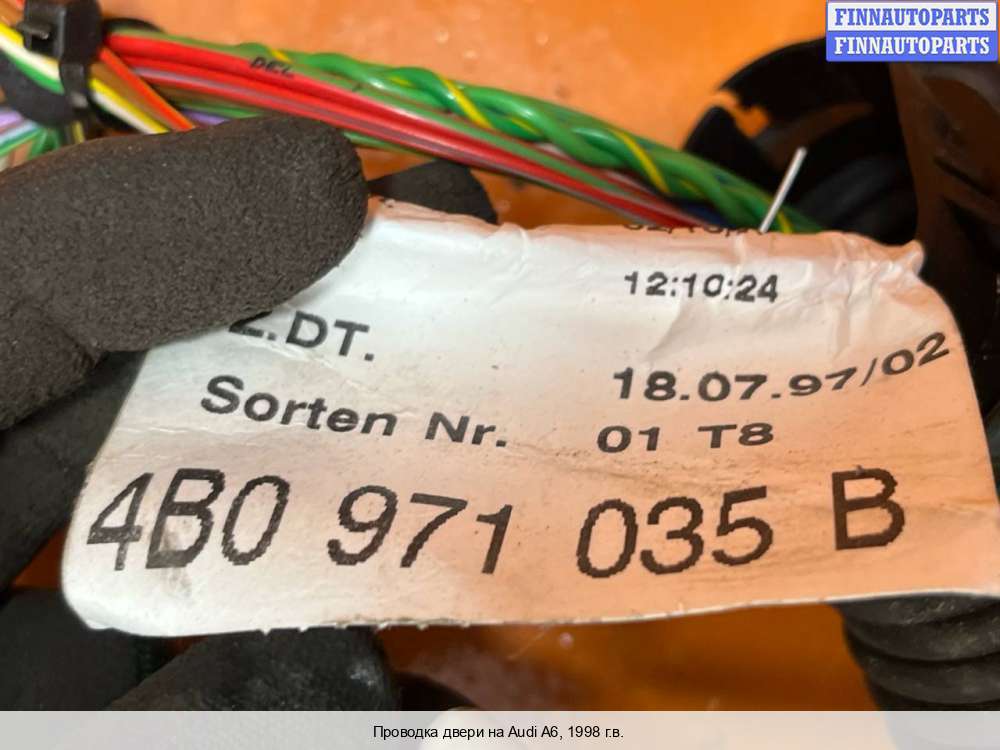 FINNAUTOPARTS
FINNAUTOPARTS
DEL
12:10:24
.DT.
18.07.97/02
Sorten Nr. 01 T8
4B0 971 035 B
Проводка двери на Audi A6, 1998 г.в.